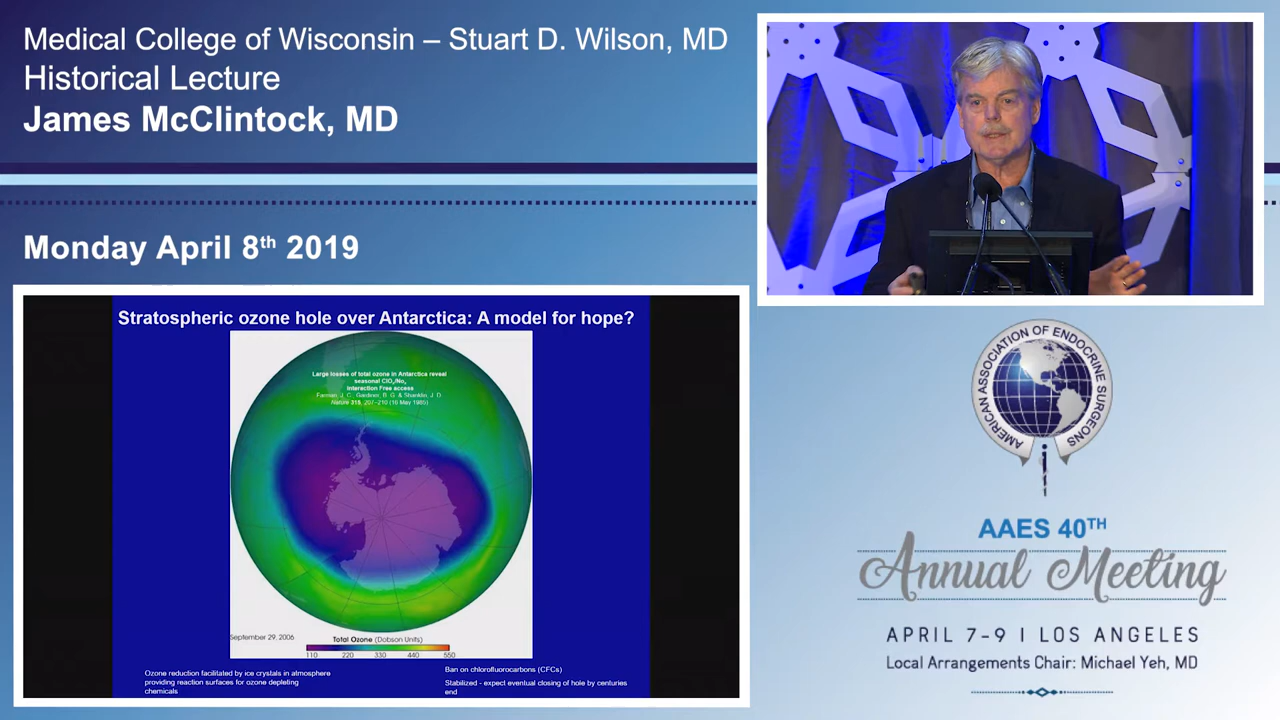 Medical College of Wisconsin – Stuart D. Wilson, MD
Historical Lecture
James McClintock, MD
Monday April 8th 2019
Stratospheric ozone hole over Antarctica: A model for hope?
Large losses of total ozone in Antarctica reveal
seasonal ClOx/NOx
interaction Free access
Farman, J. C., Gardiner, B. G. & Shanklin, J. D.
Nature 315, 207–210 (16 May 1985)
September 29, 2006
Total Ozone (Dobson Units)
110 220 330 440 550
Ozone reduction facilitated by ice crystals in atmosphere
providing reaction surfaces for ozone depleting
chemicals
Ban on chlorofluorocarbons (CFCs)
Stabilized - expect eventual closing of hole by centuries
end
AMERICAN ASSOCIATION OF ENDOCRINE SURGEONS
AAES 40TH
Annual Meeting
APRIL 7-9 | LOS ANGELES
Local Arrangements Chair: Michael Yeh, MD